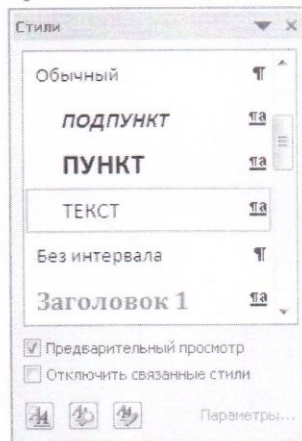 Стили
Обычный ¶
ПОДПУНКТ ¶a
ПУНКТ ¶a
ТЕКСТ ¶a
Без интервала ¶
Заголовок 1 ¶a
Предварительный просмотр
Отключить связанные стили
Параметры...